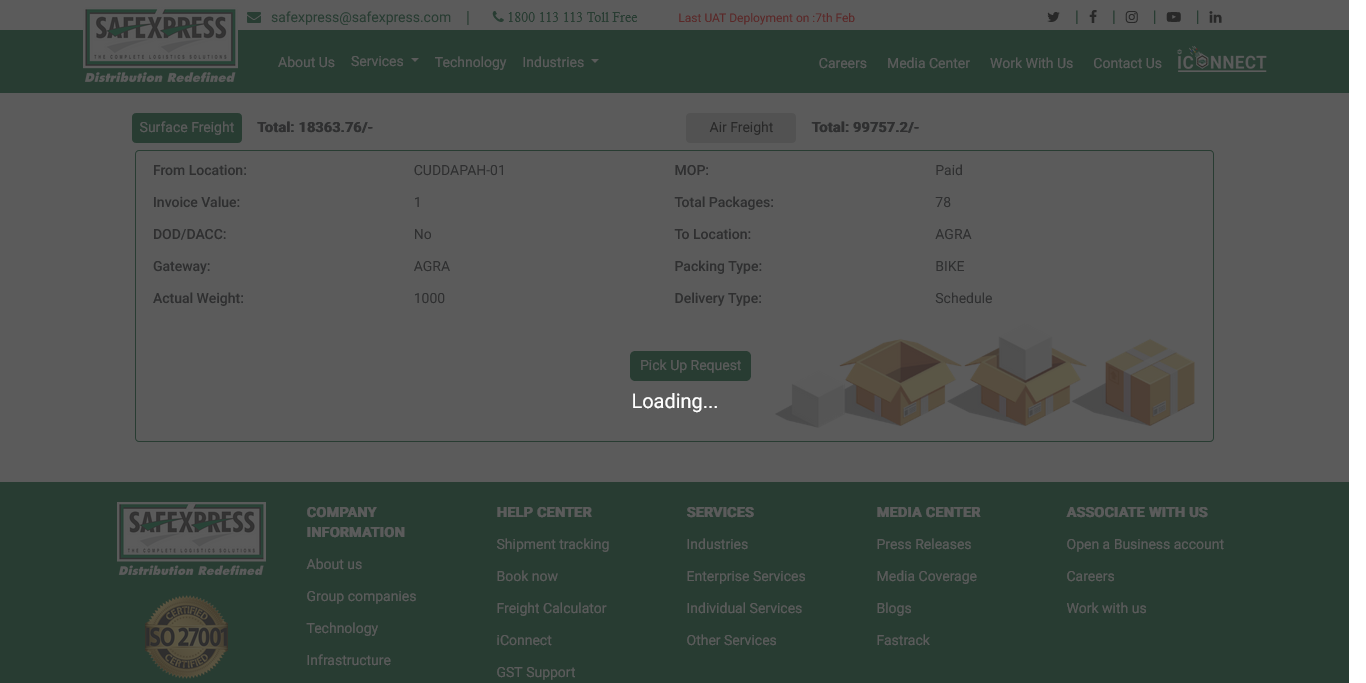 SAFEXPRESS
THE COMPLETE LOGISTICS SOLUTIONS
Distribution Redefined
safexpress@safexpress.com | 1800 113 113 Toll Free Last UAT Deployment on :7th Feb
About Us Services Technology Industries Careers Media Center Work With Us Contact Us iCONNECT
Surface Freight Total: 18363.76/- Air Freight Total: 99757.2/-
From Location: CUDDAPAH-01 MOP: Paid
Invoice Value: 1 Total Packages: 78
DOD/DACC: No To Location: AGRA
Gateway: AGRA Packing Type: BIKE
Actual Weight: 1000 Delivery Type: Schedule
Pick Up Request
Loading...
SAFEXPRESS
THE COMPLETE LOGISTICS SOLUTIONS
Distribution Redefined
CERTIFIED
ISO 27001
CERTIFIED
COMPANY
INFORMATION
About us
Group companies
Technology
Infrastructure
HELP CENTER
Shipment tracking
Book now
Freight Calculator
iConnect
GST Support
SERVICES
Industries
Enterprise Services
Individual Services
Other Services
MEDIA CENTER
Press Releases
Media Coverage
Blogs
Fastrack
ASSOCIATE WITH US
Open a Business account
Careers
Work with us